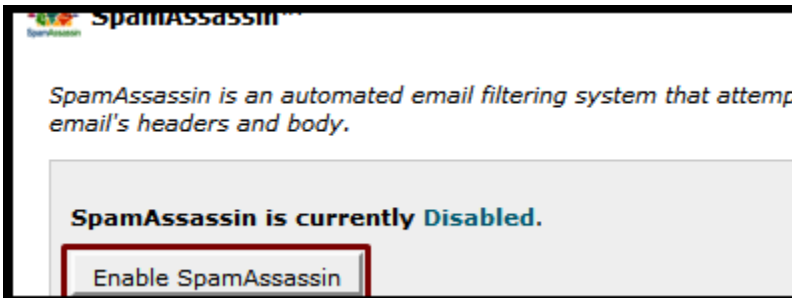 SpamAssassin™
SpamAssassin
SpamAssassin is an automated email filtering system that
email's headers and body.
SpamAssassin is currently Disabled.
Enable SpamAssassin